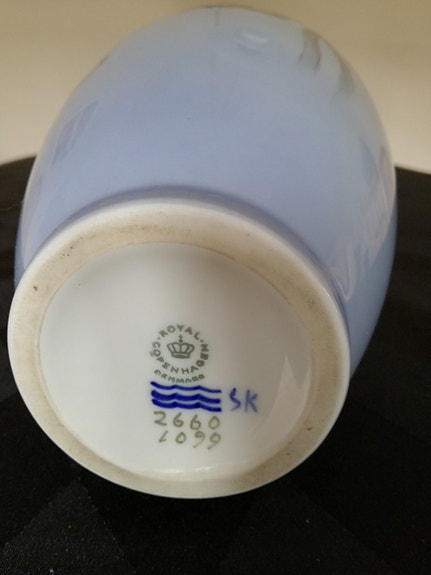 ROYAL
COPENHAGEN
DENMARK
SK
2660
1099